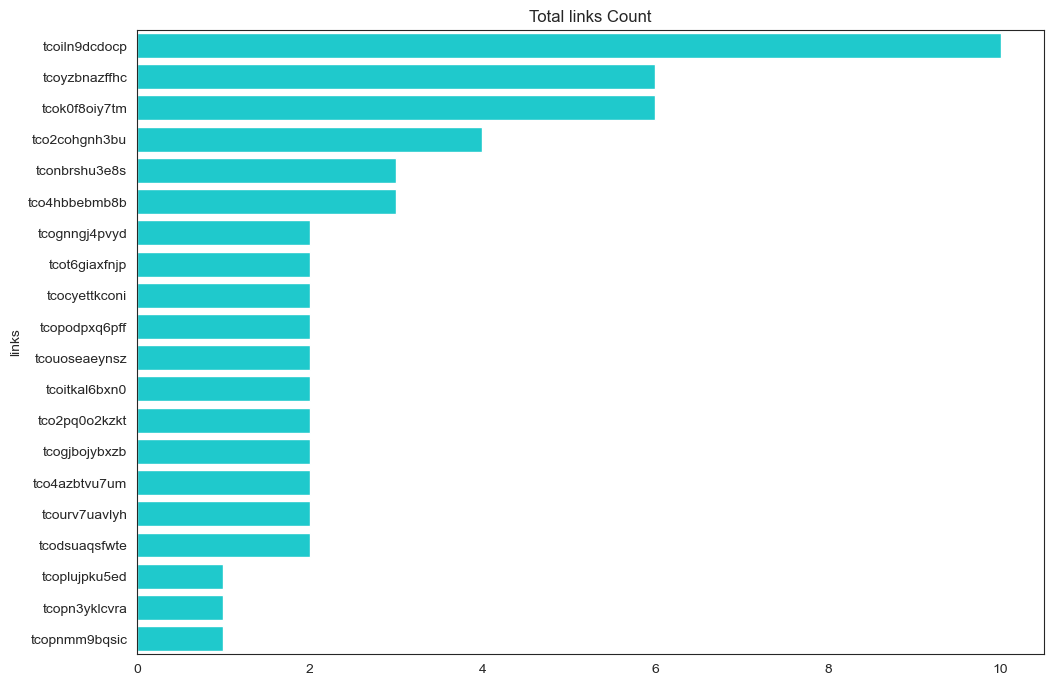 Total links Count
tcoiln9dcdocp
tcoyzbnazffhc
tcok0f8oiy7tm
tco2cohgnh3bu
tconbrshu3e8s
tco4hbbebmb8b
tcognngj4pvyd
tcot6giaxfnjp
tcocyettkconi
tcopodpxq6pff
tcouoseaeynsz
tcoitkal6bxn0
tco2pq0o2kzkt
tcogjbojybxzb
tco4azbtvu7um
tcourv7uavlyh
tcodsuaqsfwte
tcoplujpku5ed
tcopn3yklcvra
tcopnmm9bqsic
links
0 2 4 6 8 10